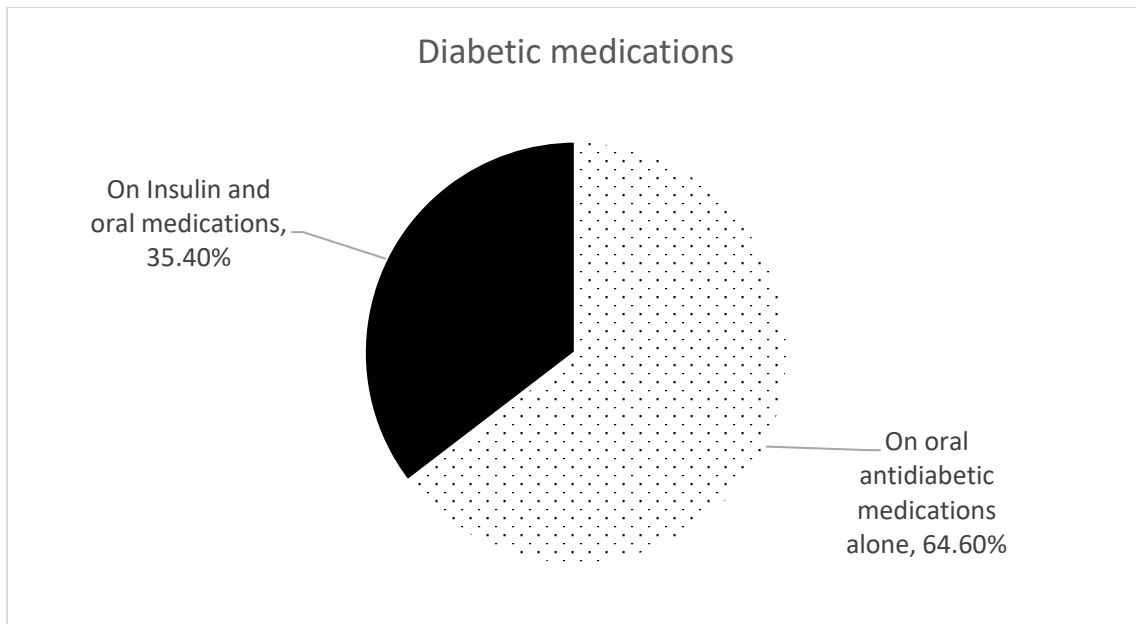 Diabetic medications
On Insulin and
oral medications,
35.40%
On oral
antidiabetic
medications
alone, 64.60%